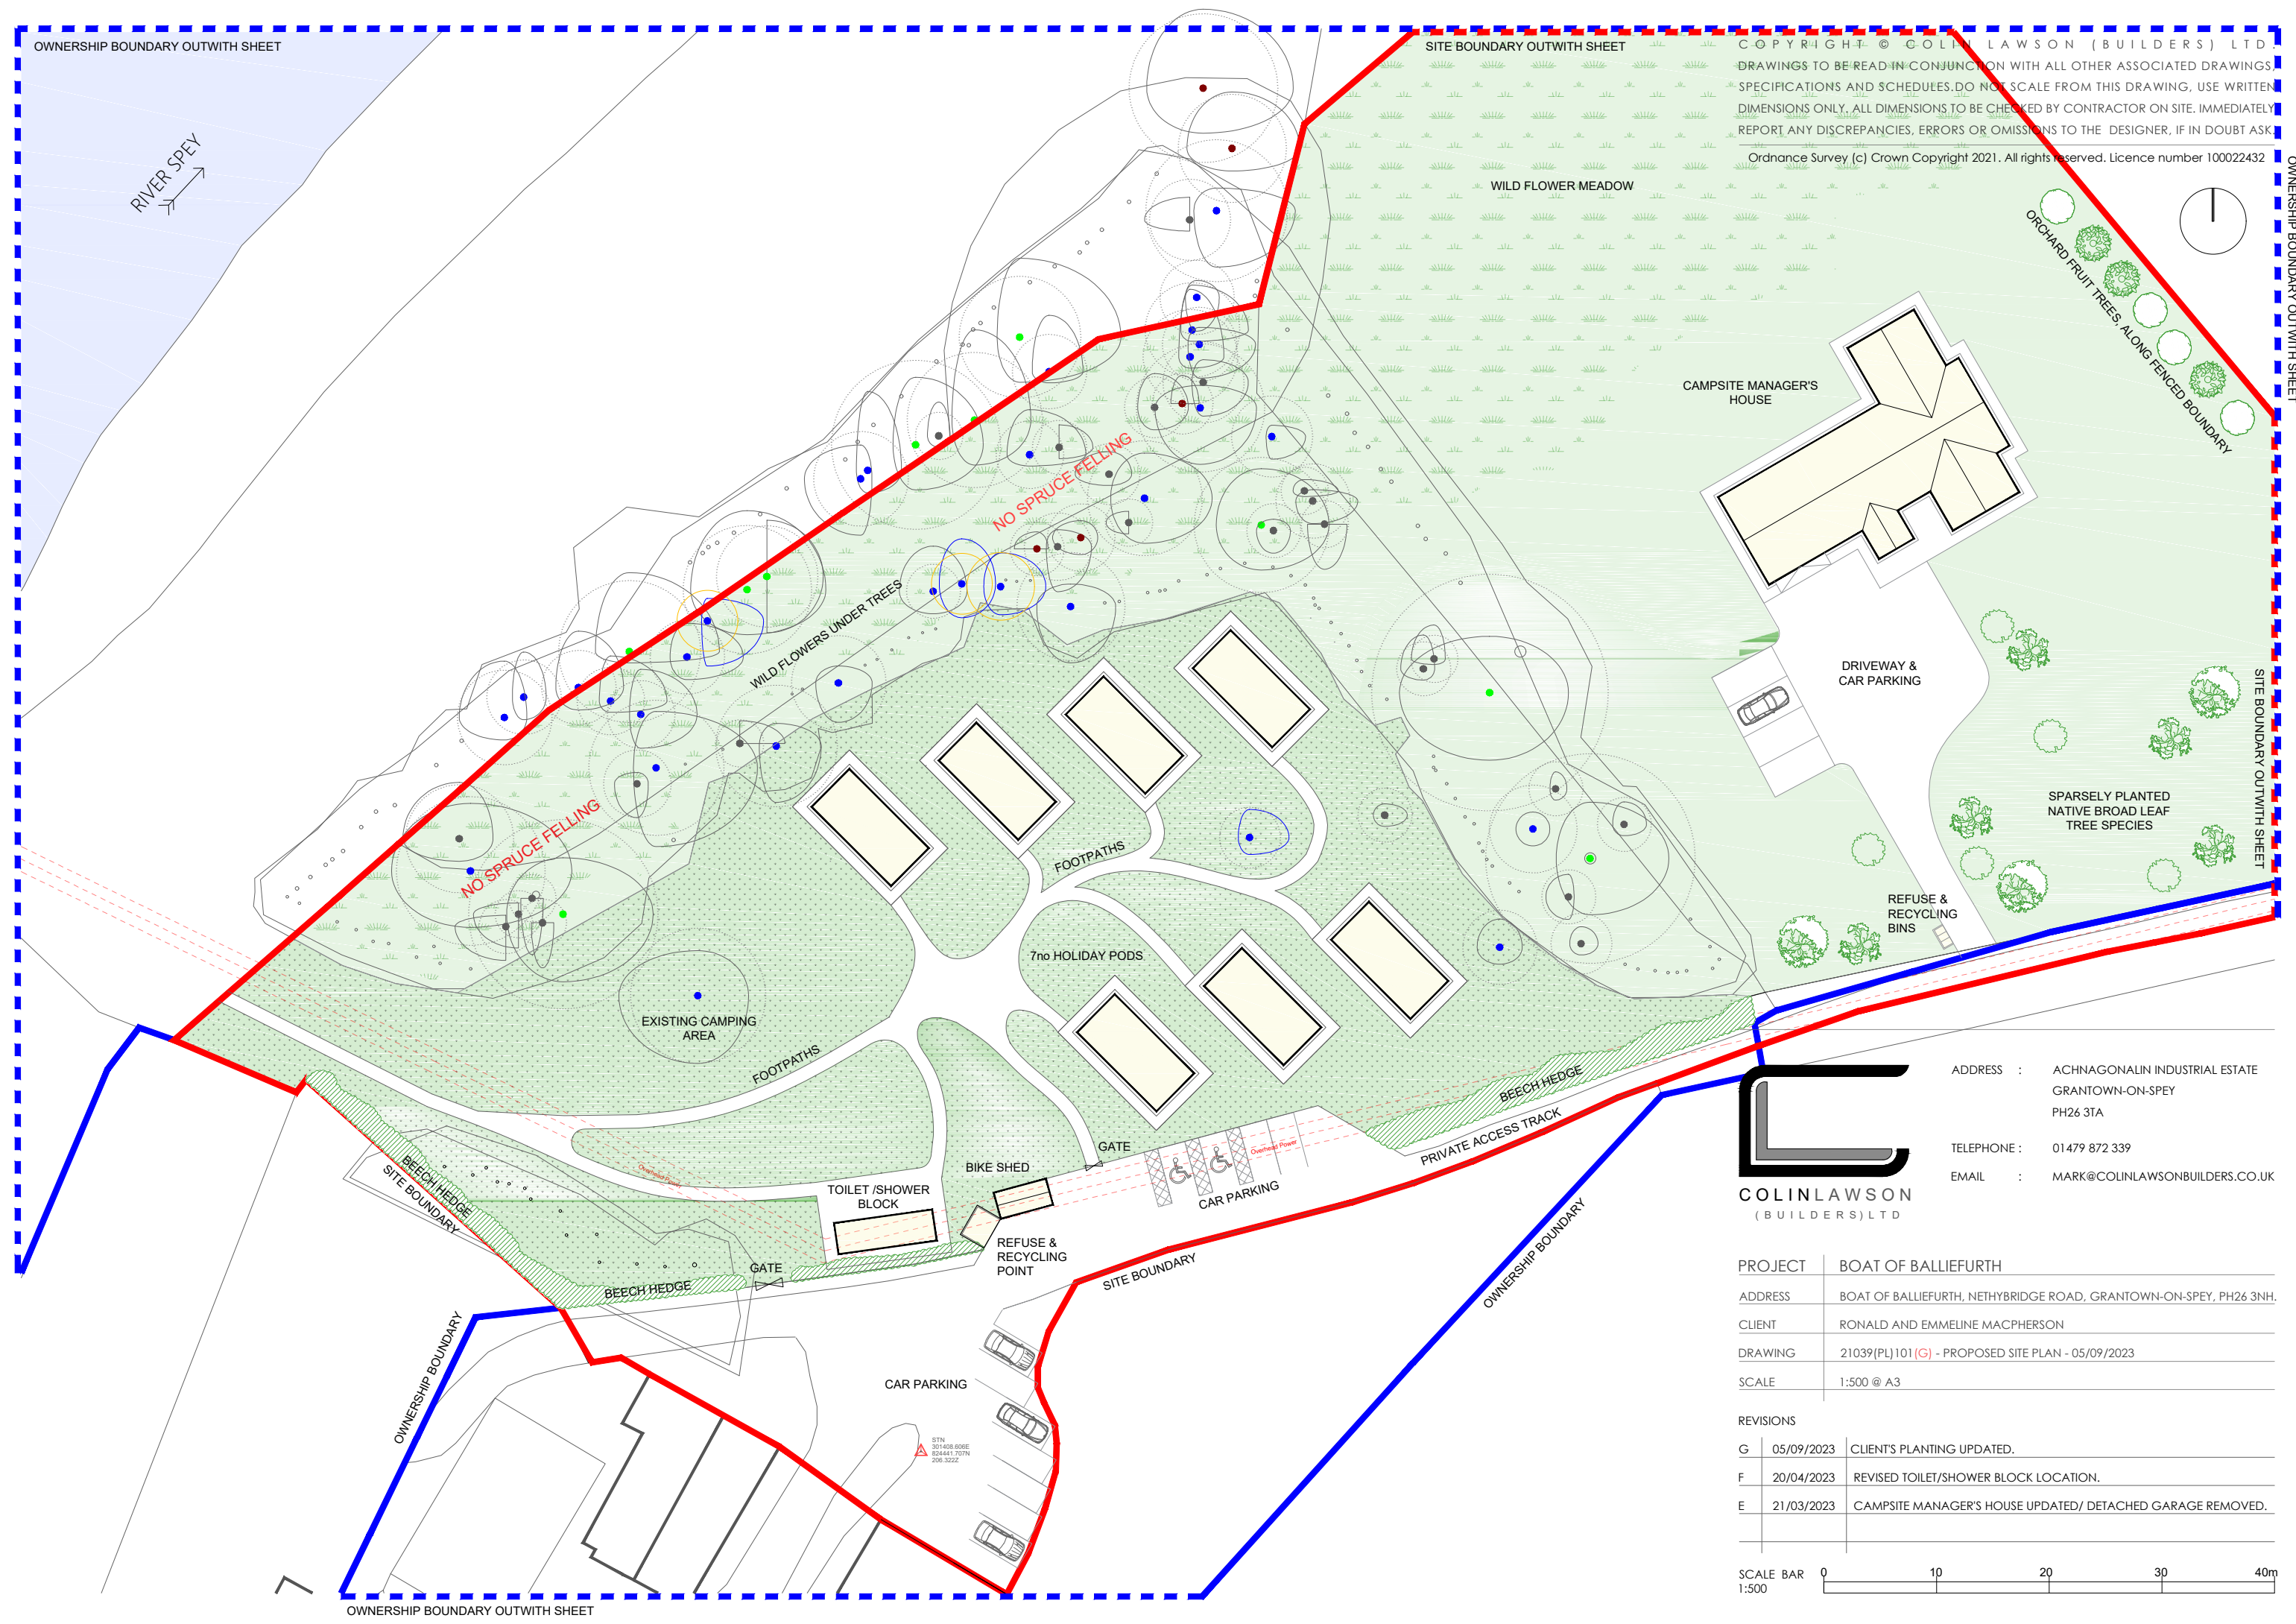 OWNERSHIP BOUNDARY OUTWITH SHEET
SITE BOUNDARY OUTWITH SHEET
COPYRIGHT © COLIN LAWSON (BUILDERS) LTD.
DRAWINGS TO BE READ IN CONJUNCTION WITH ALL OTHER ASSOCIATED DRAWINGS,
SPECIFICATIONS AND SCHEDULES.DO NOT SCALE FROM THIS DRAWING, USE WRITTEN
DIMENSIONS ONLY. ALL DIMENSIONS TO BE CHECKED BY CONTRACTOR ON SITE. IMMEDIATELY
REPORT ANY DISCREPANCIES, ERRORS OR OMISSIONS TO THE DESIGNER, IF IN DOUBT ASK.
Ordnance Survey (c) Crown Copyright 2021. All rights reserved. Licence number 100022432
OWNERSHIP BOUNDARY OUTWITH SHEET
RIVER SPEY
WILD FLOWER MEADOW
ORCHARD FRUIT TREES, ALONG FENCED BOUNDARY
CAMPSITE MANAGER'S
HOUSE
NO SPRUCE FELLING
WILD FLOWERS UNDER TREES
DRIVEWAY &
CAR PARKING
SITE BOUNDARY OUTWITH SHEET
SPARSELY PLANTED
NATIVE BROAD LEAF
TREE SPECIES
NO SPRUCE FELLING
FOOTPATHS
REFUSE &
RECYCLING
BINS
7no HOLIDAY PODS
EXISTING CAMPING
AREA
FOOTPATHS
BEECH HEDGE
PRIVATE ACCESS TRACK
GATE
Overhead Power
CAR PARKING
BIKE SHED
Overhead Power
TOILET /SHOWER
BLOCK
BEECH HEDGE
SITE BOUNDARY
REFUSE &
RECYCLING
POINT
GATE
BEECH HEDGE
SITE BOUNDARY
OWNERSHIP BOUNDARY
OWNERSHIP BOUNDARY
CAR PARKING
STN
301408.606E
824441.707N
206.322Z
OWNERSHIP BOUNDARY OUTWITH SHEET
COLINLAWSON
(BUILDERS)LTD
ADDRESS : ACHNAGONALIN INDUSTRIAL ESTATE
GRANTOWN-ON-SPEY
PH26 3TA
TELEPHONE : 01479 872 339
EMAIL : MARK@COLINLAWSONBUILDERS.CO.UK
PROJECT BOAT OF BALLIEFURTH
ADDRESS BOAT OF BALLIEFURTH, NETHYBRIDGE ROAD, GRANTOWN-ON-SPEY, PH26 3NH.
CLIENT RONALD AND EMMELINE MACPHERSON
DRAWING 21039(PL)101(G) - PROPOSED SITE PLAN - 05/09/2023
SCALE 1:500 @ A3
REVISIONS
G 05/09/2023 CLIENT'S PLANTING UPDATED.
F 20/04/2023 REVISED TOILET/SHOWER BLOCK LOCATION.
E 21/03/2023 CAMPSITE MANAGER'S HOUSE UPDATED/ DETACHED GARAGE REMOVED.
SCALE BAR 0 10 20 30 40m
1:500